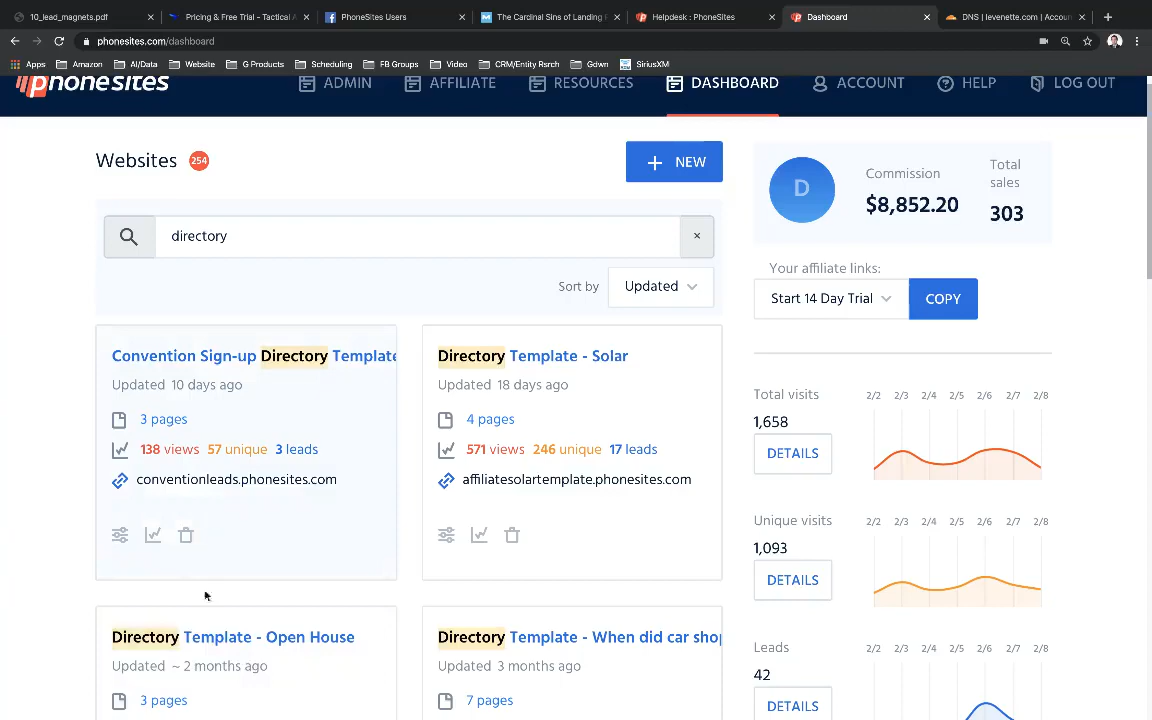 10_lead_magnets.pdf
Pricing & Free Trial - Tactical A
PhoneSites Users
The Cardinal Sins of Landing P
Helpdesk : PhoneSites
Dashboard
DNS | levenette.com | Account
phonesites.com/dashboard
Apps Amazon AI/Data Website G Products Scheduling FB Groups Video CRM/Entity Rsrch Gdwn SiriusXM
phonesites ADMIN AFFILIATE RESOURCES DASHBOARD ACCOUNT HELP LOG OUT
Websites 254
+ NEW
directory
×
Sort by Updated
Convention Sign-up Directory Template
Updated 10 days ago
3 pages
138 views 57 unique 3 leads
conventionleads.phonesites.com
Directory Template - Solar
Updated 18 days ago
4 pages
571 views 246 unique 17 leads
affiliatesolartemplate.phonesites.com
Directory Template - Open House
Updated ~ 2 months ago
3 pages
Directory Template - When did car shop
Updated 3 months ago
7 pages
D
Commission
$8,852.20
Total
sales
303
Your affiliate links:
Start 14 Day Trial COPY
Total visits
1,658
DETAILS
2/2 2/3 2/4 2/5 2/6 2/7 2/8
Unique visits
1,093
DETAILS
2/2 2/3 2/4 2/5 2/6 2/7 2/8
Leads
42
DETAILS
2/2 2/3 2/4 2/5 2/6 2/7 2/8